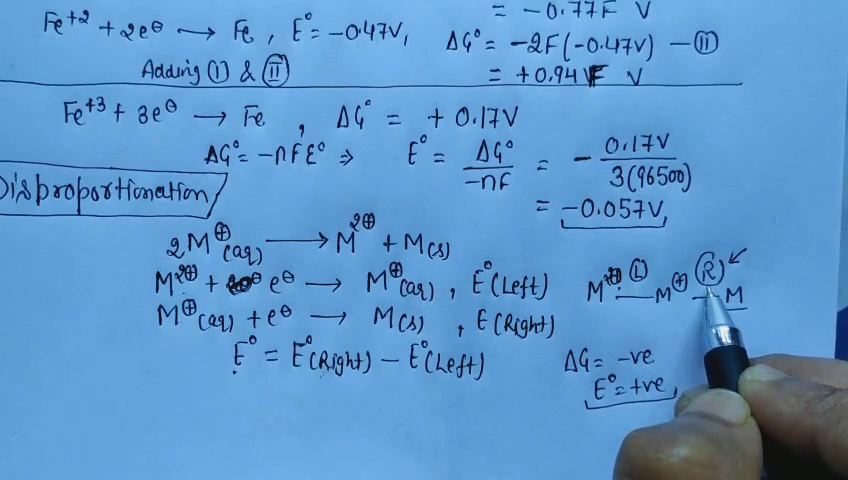 = -0.77F V
Fe⁺² + 2e⊖ → Fe, E° = -0.47V, ΔG° = -2F(-0.47V) — Ⅱ
Adding Ⅰ & Ⅱ = +0.94 F V
Fe⁺³ + 3e⊖ → Fe, ΔG° = + 0.17V
ΔG° = -nFE° ⇒ E° = ΔG°/-nF = - 0.17V/3(96500)
= -0.057V,
Disproportionation/
2M⊕(aq) → M²⊕ + M(s)
M²⊕ + e⊖ → M⊕(aq), E°(Left) M²⊕ (L) — M⊕ (R) — M
M⊕(aq) + e⊖ → M(s), E(Right)
E° = E°(Right) - E°(Left) ΔG = -ve
E° = +ve,